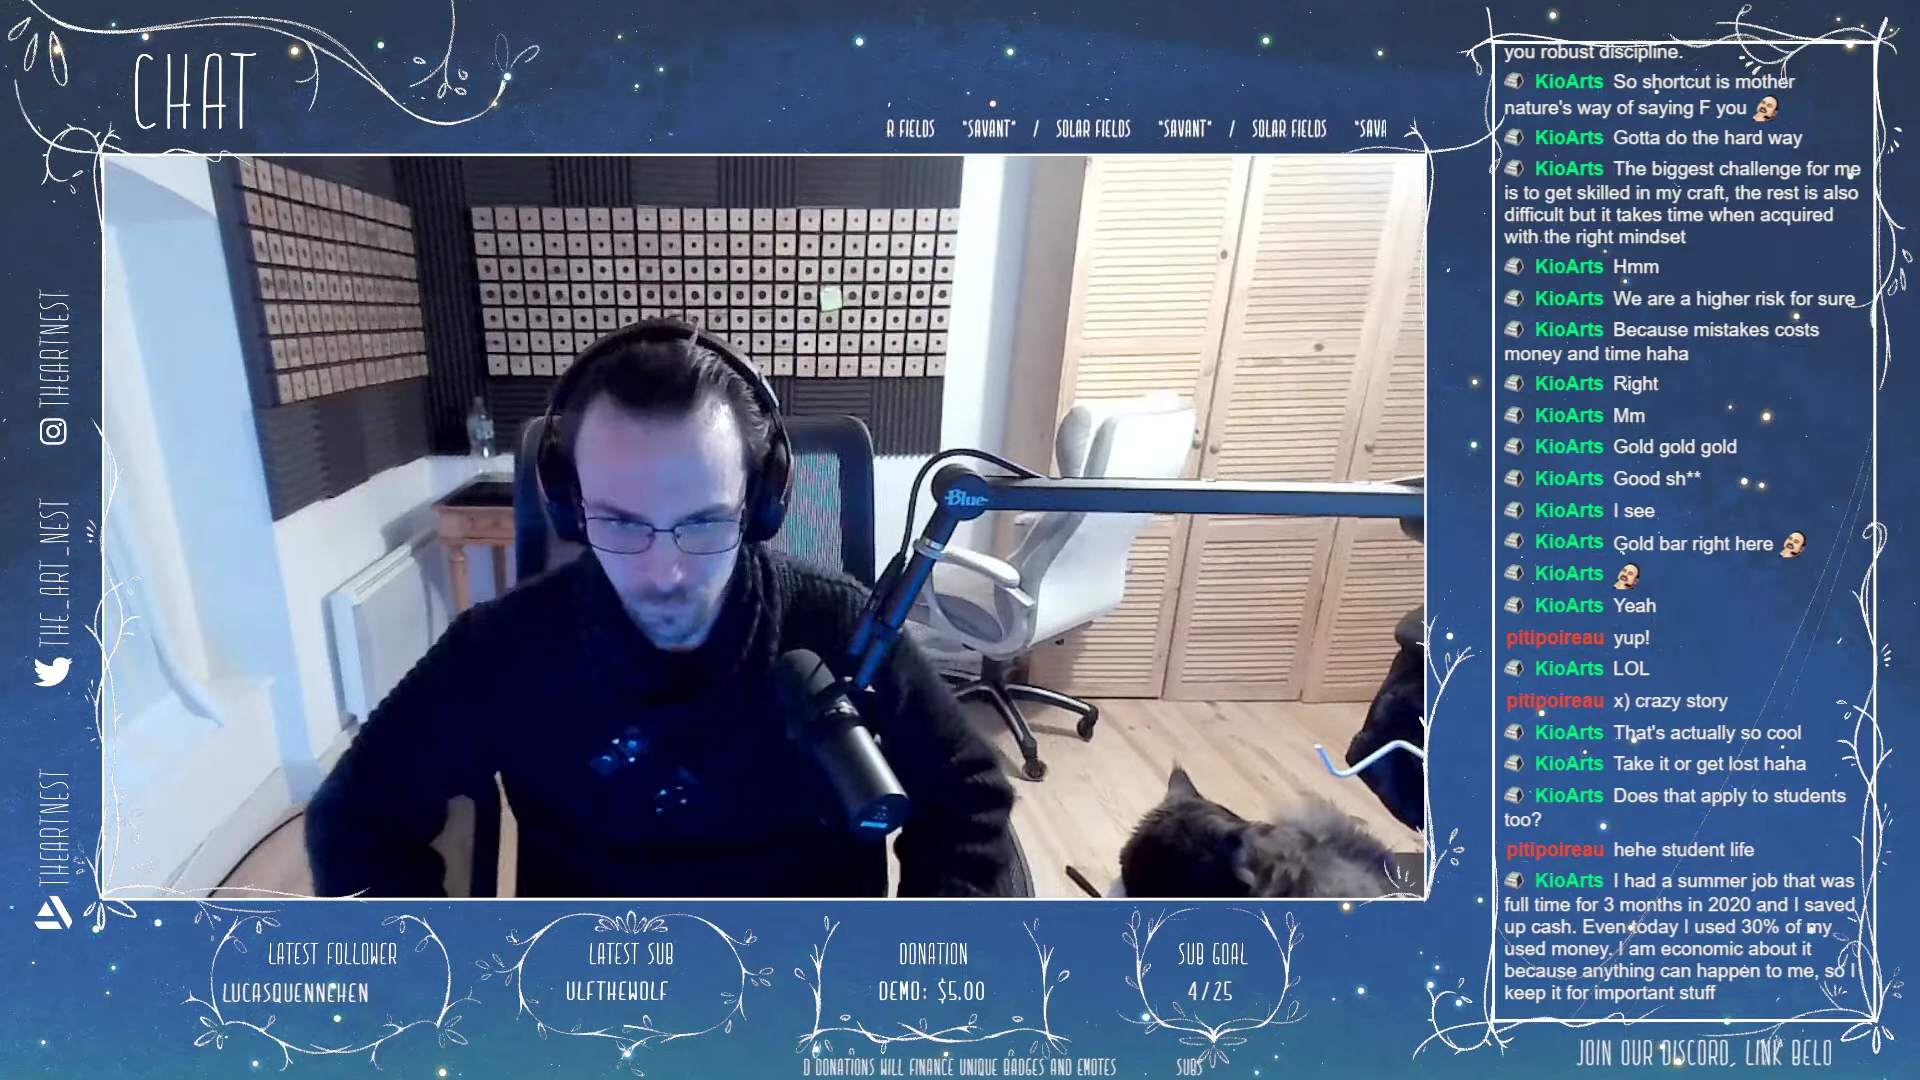 CHAT
R FIELDS "SAVANT" / SOLAR FIELDS "SAVANT" / SOLAR FIELDS "SAVA
THEARTNEST
THE_ART_NEST
THEARTNEST
Blue
LATEST FOLLOWER
LUCASQUENNEHEN
LATEST SUB
ULFTHEWOLF
DONATION
DEMO: $5.00
SUB GOAL
4/25
D DONATIONS WILL FINANCE UNIQUE BADGES AND EMOTES SUBS
you robust discipline.
KioArts So shortcut is mother
nature's way of saying F you
KioArts Gotta do the hard way
KioArts The biggest challenge for me
is to get skilled in my craft, the rest is also
difficult but it takes time when acquired
with the right mindset
KioArts Hmm
KioArts We are a higher risk for sure
KioArts Because mistakes costs
money and time haha
KioArts Right
KioArts Mm
KioArts Gold gold gold
KioArts Good sh**
KioArts I see
KioArts Gold bar right here
KioArts
KioArts Yeah
pitipoireau yup!
KioArts LOL
pitipoireau x) crazy story
KioArts That's actually so cool
KioArts Take it or get lost haha
KioArts Does that apply to students
too?
pitipoireau hehe student life
KioArts I had a summer job that was
full time for 3 months in 2020 and I saved
up cash. Even today I used 30% of my
used money. I am economic about it
because anything can happen to me, so I
keep it for important stuff
JOIN OUR DISCORD, LINK BELO